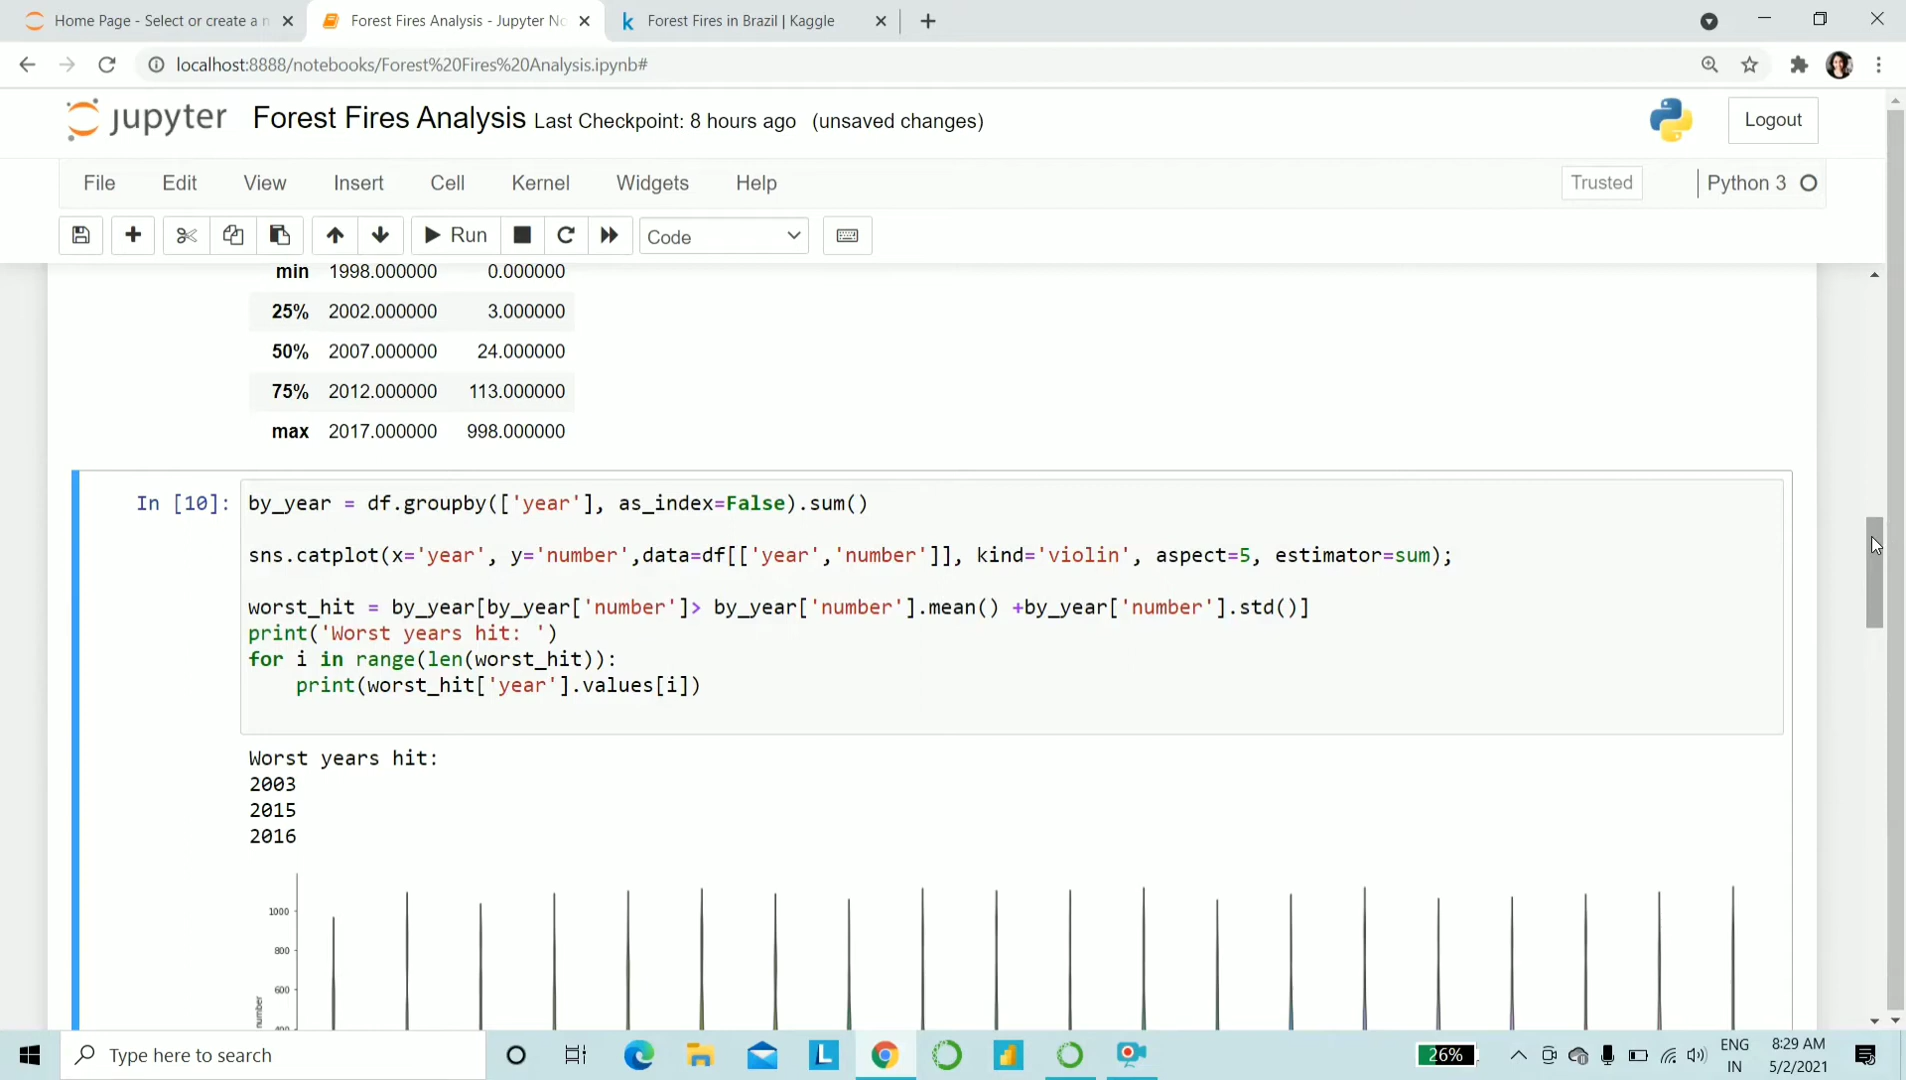 Home Page - Select or create a n
Forest Fires Analysis - Jupyter No
Forest Fires in Brazil | Kaggle
localhost:8888/notebooks/Forest%20Fires%20Analysis.ipynb#
jupyter Forest Fires Analysis Last Checkpoint: 8 hours ago (unsaved changes)
Logout
File Edit View Insert Cell Kernel Widgets Help
Trusted
Python 3
Run
Code
min 1998.000000 0.000000
25% 2002.000000 3.000000
50% 2007.000000 24.000000
75% 2012.000000 113.000000
max 2017.000000 998.000000
In [10]: by_year = df.groupby(['year'], as_index=False).sum()
sns.catplot(x='year', y='number',data=df[['year','number']], kind='violin', aspect=5, estimator=sum);
worst_hit = by_year[by_year['number']> by_year['number'].mean() +by_year['number'].std()]
print('Worst years hit: ')
for i in range(len(worst_hit)):
    print(worst_hit['year'].values[i])
Worst years hit:
2003
2015
2016
1000
800
600
400
number
Type here to search
26%
ENG
IN
8:29 AM
5/2/2021